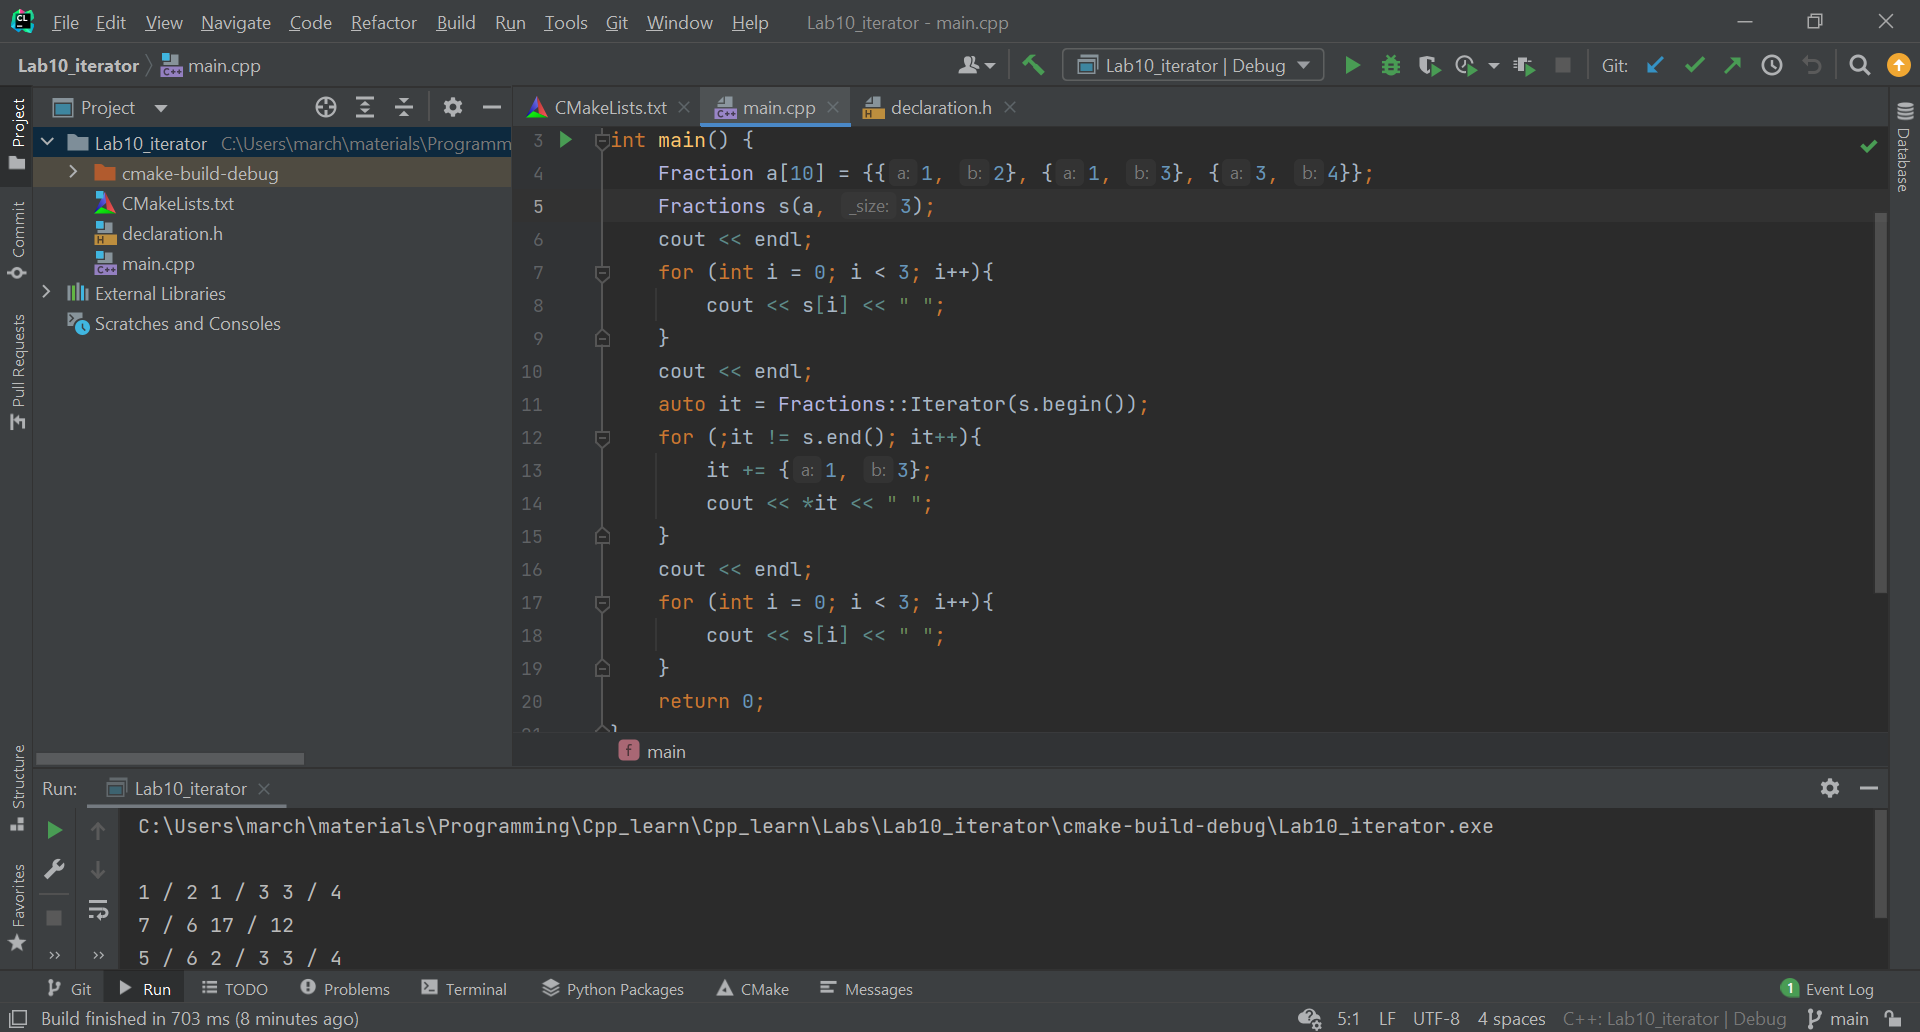 File Edit View Navigate Code Refactor Build Run Tools Git Window Help Lab10_iterator - main.cpp
Lab10_iterator main.cpp Lab10_iterator | Debug Git:
Project
CMakeLists.txt main.cpp declaration.h
Project
Commit
Pull Requests
Structure
Favorites
Database
Lab10_iterator C:\Users\march\materials\Programm
cmake-build-debug
CMakeLists.txt
declaration.h
main.cpp
External Libraries
Scratches and Consoles
3 int main() {
4 Fraction a[10] = {{a: 1, b: 2}, {a: 1, b: 3}, {a: 3, b: 4}};
5 Fractions s(a, _size: 3);
6 cout << endl;
7 for (int i = 0; i < 3; i++){
8 cout << s[i] << " ";
9 }
10 cout << endl;
11 auto it = Fractions::Iterator(s.begin());
12 for (;it != s.end(); it++){
13 it += {a: 1, b: 3};
14 cout << *it << " ";
15 }
16 cout << endl;
17 for (int i = 0; i < 3; i++){
18 cout << s[i] << " ";
19 }
20 return 0;
21 }
f main
Run: Lab10_iterator
C:\Users\march\materials\Programming\Cpp_learn\Cpp_learn\Labs\Lab10_iterator\cmake-build-debug\Lab10_iterator.exe
1 / 2 1 / 3 3 / 4
7 / 6 17 / 12
5 / 6 2 / 3 3 / 4
Git Run TODO Problems Terminal Python Packages CMake Messages 1 Event Log
Build finished in 703 ms (8 minutes ago) 5:1 LF UTF-8 4 spaces C++: Lab10_iterator | Debug main